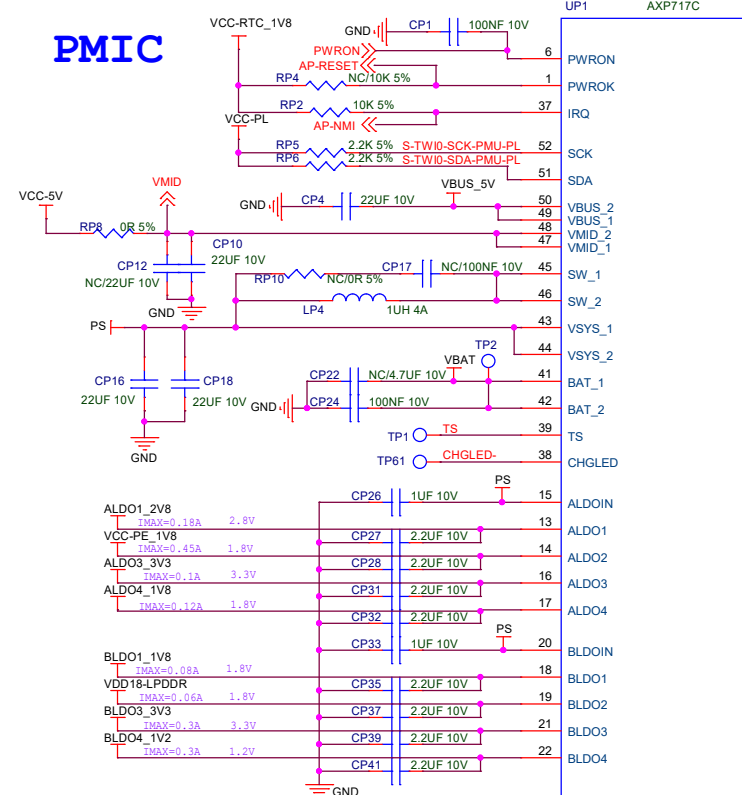 UP1 AXP717C
PMIC
VCC-RTC_1V8
GND CP1 100NF 10V
PWRON
6 PWRON
AP-RESET
RP4 NC/10K 5%
1 PWROK
RP2 10K 5%
37 IRQ
VCC-PL
AP-NMI
RP5 2.2K 5% S-TWI0-SCK-PMU-PL
52 SCK
RP6 2.2K 5% S-TWI0-SDA-PMU-PL
51 SDA
VMID
VBUS_5V
VCC-5V
GND CP4 22UF 10V
50 VBUS_2
49 VBUS_1
RP8 0R 5%
48 VMID_2
47 VMID_1
CP10
22UF 10V
CP12
NC/22UF 10V
RP10 NC/0R 5%
CP17 NC/100NF 10V
45 SW_1
46 SW_2
GND
LP4 1UH 4A
PS
43 VSYS_1
44 VSYS_2
TP2
VBAT
CP16
22UF 10V
CP18
22UF 10V
CP22 NC/4.7UF 10V
41 BAT_1
GND CP24 100NF 10V
42 BAT_2
TP1 TS
39 TS
GND
TP61 CHGLED-
38 CHGLED
PS
CP26 1UF 10V
15 ALDOIN
ALDO1_2V8
IMAX=0.18A 2.8V
13 ALDO1
VCC-PE_1V8
CP27 2.2UF 10V
IMAX=0.45A 1.8V
14 ALDO2
ALDO3_3V3
CP28 2.2UF 10V
IMAX=0.1A 3.3V
16 ALDO3
ALDO4_1V8
CP31 2.2UF 10V
IMAX=0.12A 1.8V
17 ALDO4
CP32 2.2UF 10V
PS
CP33 1UF 10V
20 BLDOIN
BLDO1_1V8
IMAX=0.08A 1.8V
18 BLDO1
VDD18-LPDDR
CP35 2.2UF 10V
IMAX=0.06A 1.8V
19 BLDO2
BLDO3_3V3
CP37 2.2UF 10V
IMAX=0.3A 3.3V
21 BLDO3
BLDO4_1V2
CP39 2.2UF 10V
IMAX=0.3A 1.2V
22 BLDO4
CP41 2.2UF 10V
GND